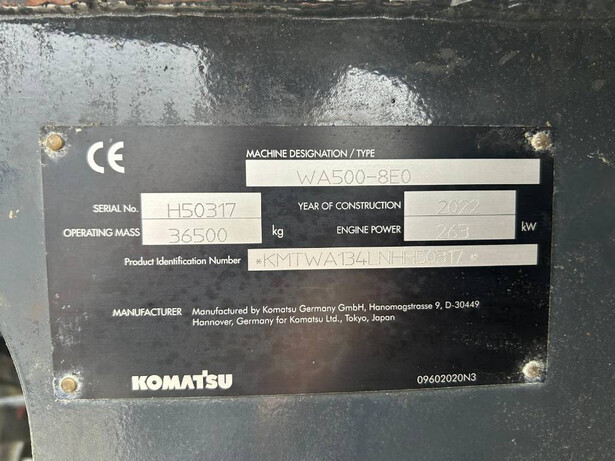 CE
MACHINE DESIGNATION / TYPE
WA500-8E0
SERIAL No. H50317 YEAR OF CONSTRUCTION 2022
OPERATING MASS 36500 kg ENGINE POWER 263 kW
Product Identification Number *KMTWA134LNHH50317*
MANUFACTURER Manufactured by Komatsu Germany GmbH, Hanomagstrasse 9, D-30449
Hannover, Germany for Komatsu Ltd., Tokyo, Japan
KOMATSU 09602020N3